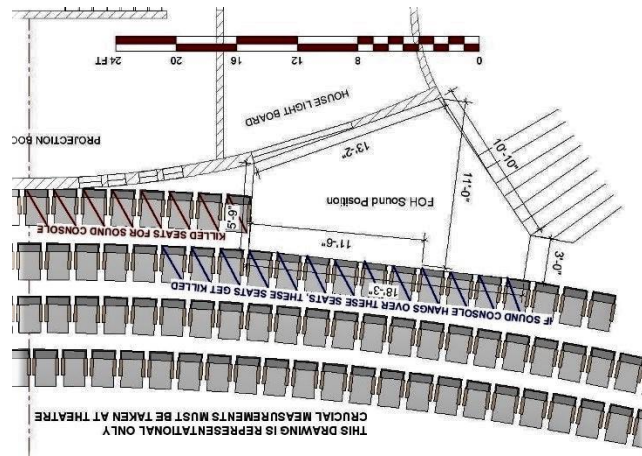 24 FT 20 16 12 8 4 0
HOUSE LIGHT BOARD
PROJECTION BOO
13'-2"
10'-10"
11'-0"
FOH Sound Position
KILLED SEATS FOR SOUND CONSOLE
5'-9"
11'-6"
3'-0"
18'-3"
IF SOUND CONSOLE HANGS OVER THESE SEATS, THESE SEATS GET KILLED
THIS DRAWING IS REPRESENTATIONAL ONLY
CRUCIAL MEASUREMENTS MUST BE TAKEN AT THEATRE